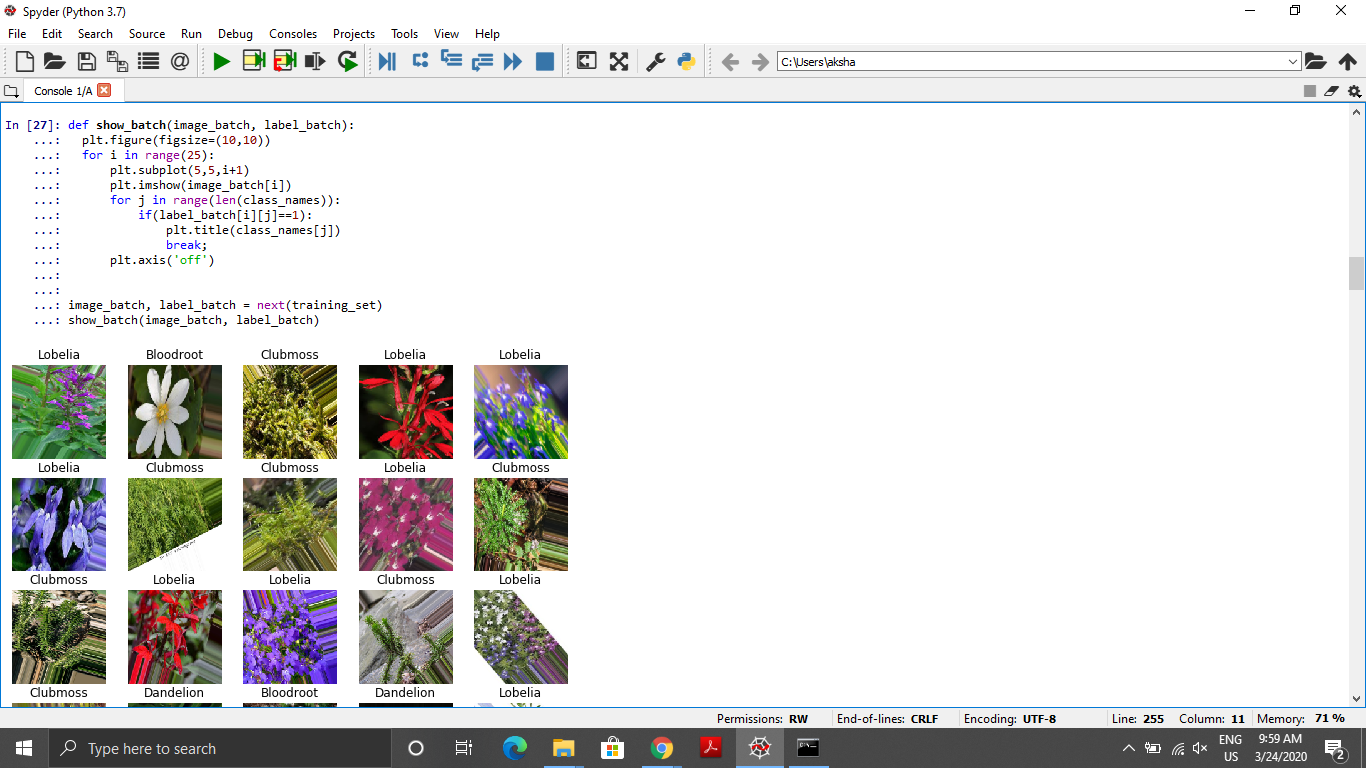 Spyder (Python 3.7)
File Edit Search Source Run Debug Consoles Projects Tools View Help
C:\Users\aksha
Console 1/A
In [27]: def show_batch(image_batch, label_batch):
...: plt.figure(figsize=(10,10))
...: for i in range(25):
...: plt.subplot(5,5,i+1)
...: plt.imshow(image_batch[i])
...: for j in range(len(class_names)):
...: if(label_batch[i][j]==1):
...: plt.title(class_names[j])
...: break;
...: plt.axis('off')
...:
...:
...: image_batch, label_batch = next(training_set)
...: show_batch(image_batch, label_batch)
Lobelia Bloodroot Clubmoss Lobelia Lobelia
Lobelia Clubmoss Clubmoss Lobelia Clubmoss
Clubmoss Lobelia Lobelia Clubmoss Lobelia
Clubmoss Dandelion Bloodroot Dandelion Lobelia
Permissions: RW End-of-lines: CRLF Encoding: UTF-8 Line: 255 Column: 11 Memory: 71 %
Type here to search
ENG
US
9:59 AM
3/24/2020
2